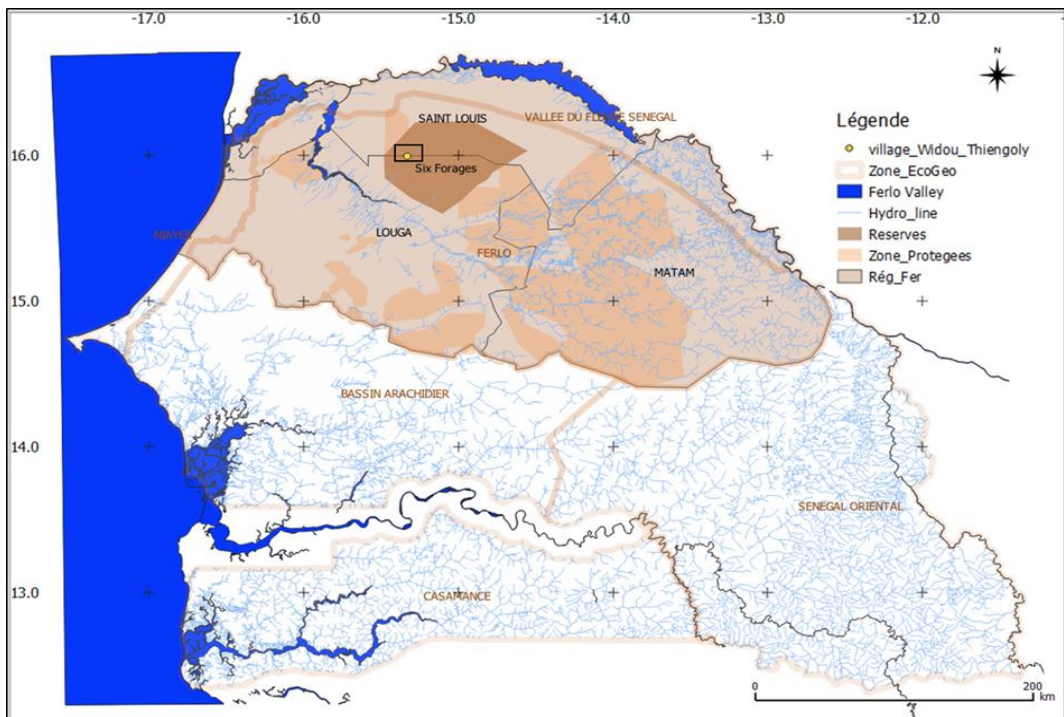 -17.0 -16.0 -15.0 -14.0 -13.0 -12.0
N
SAINT LOUIS
VALLEE DU FLEUVE SENEGAL
Légende
village_Widou_Thiengoly
Zone_EcoGeo
Ferlo Valley
Hydro_line
Reserves
Zone_Protegees
Rég_Fer
16.0
Six Forages
NIAYES
LOUGA
FERLO
MATAM
15.0
BASSIN ARACHIDIER
14.0
SENEGAL ORIENTAL
13.0
CASAMANCE
0 200
km